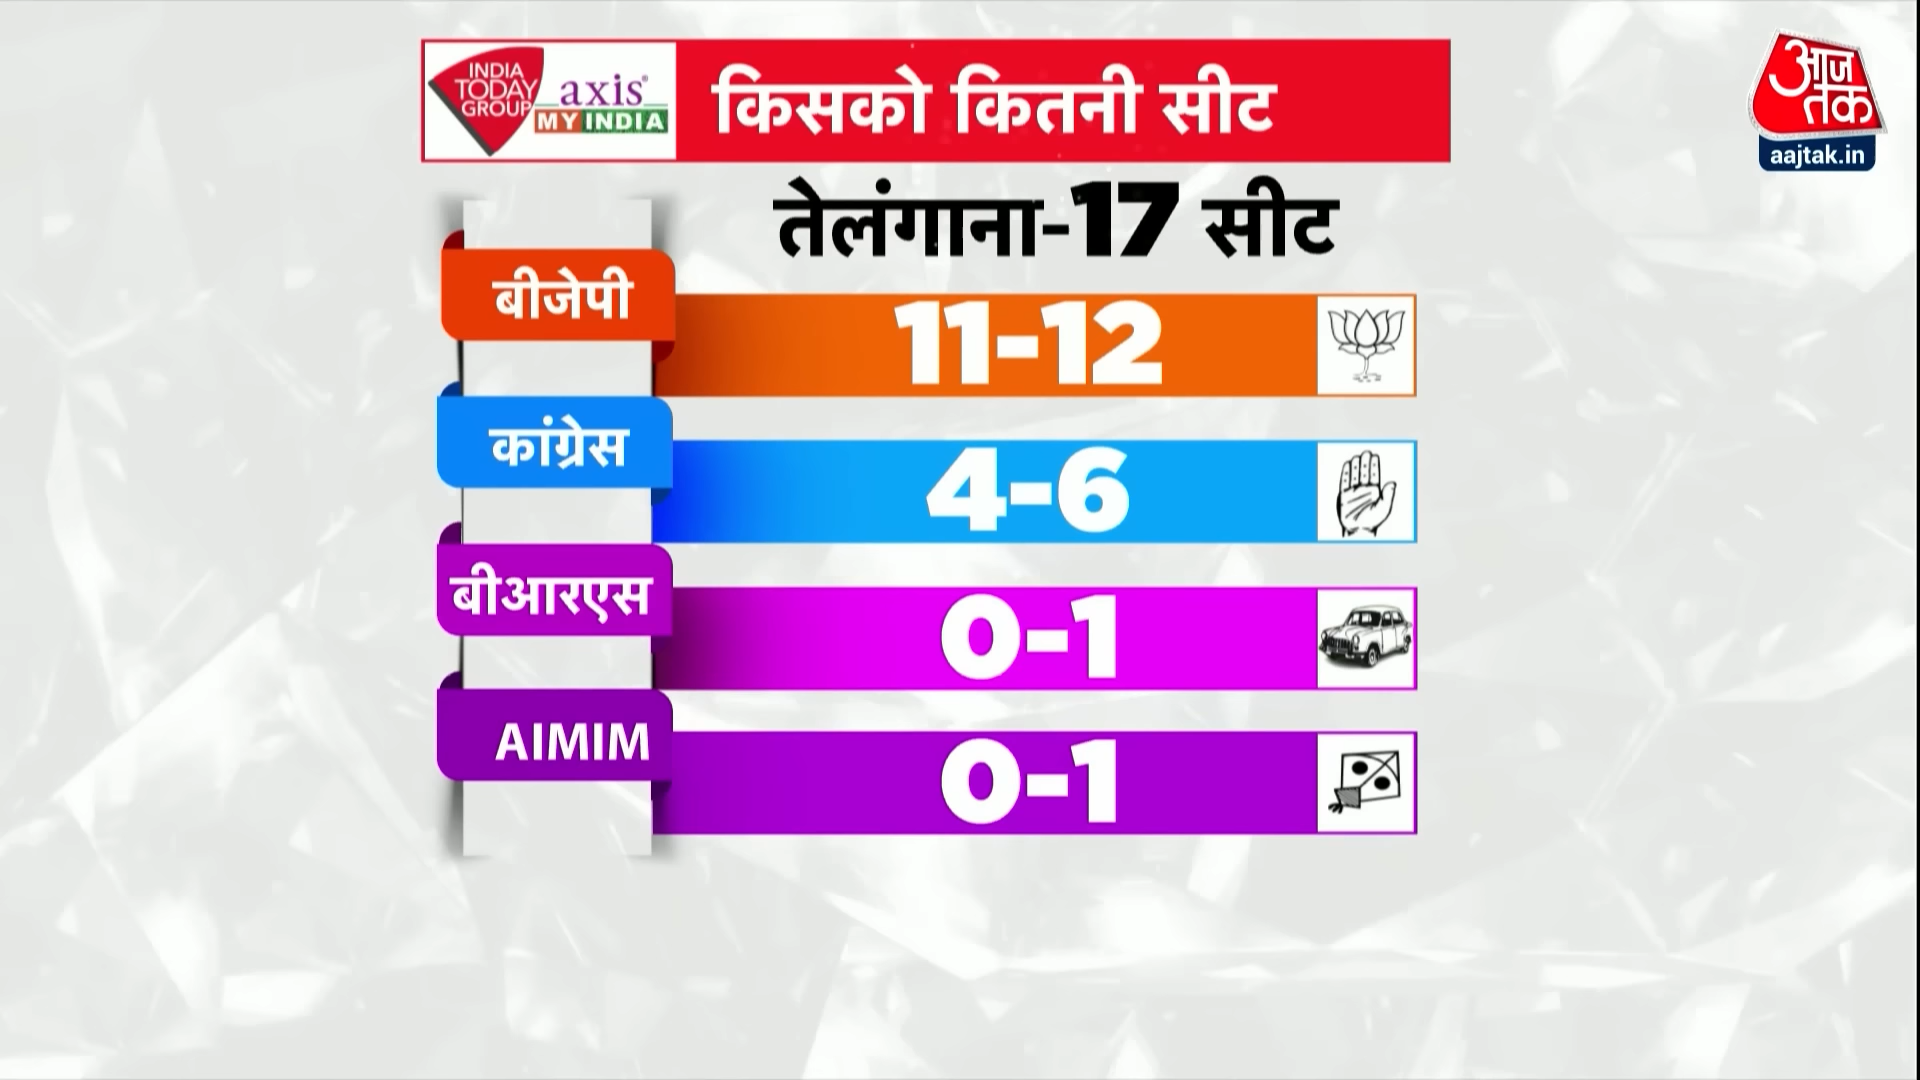 INDIA
TODAY
GROUP
axis
MY INDIA
किसको कितनी सीट
आज
तक
aajtak.in
तेलंगाना-17 सीट
बीजेपी
11-12
कांग्रेस
4-6
बीआरएस
0-1
AIMIM
0-1